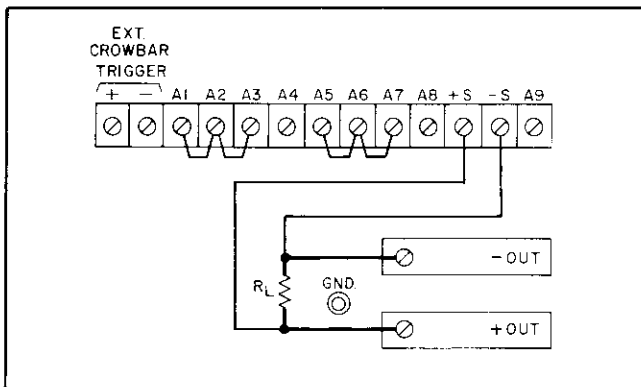 EXT.
CROWBAR
TRIGGER
+ - A1 A2 A3 A4 A5 A6 A7 A8 +S -S A9
-OUT
RL
GND.
+OUT